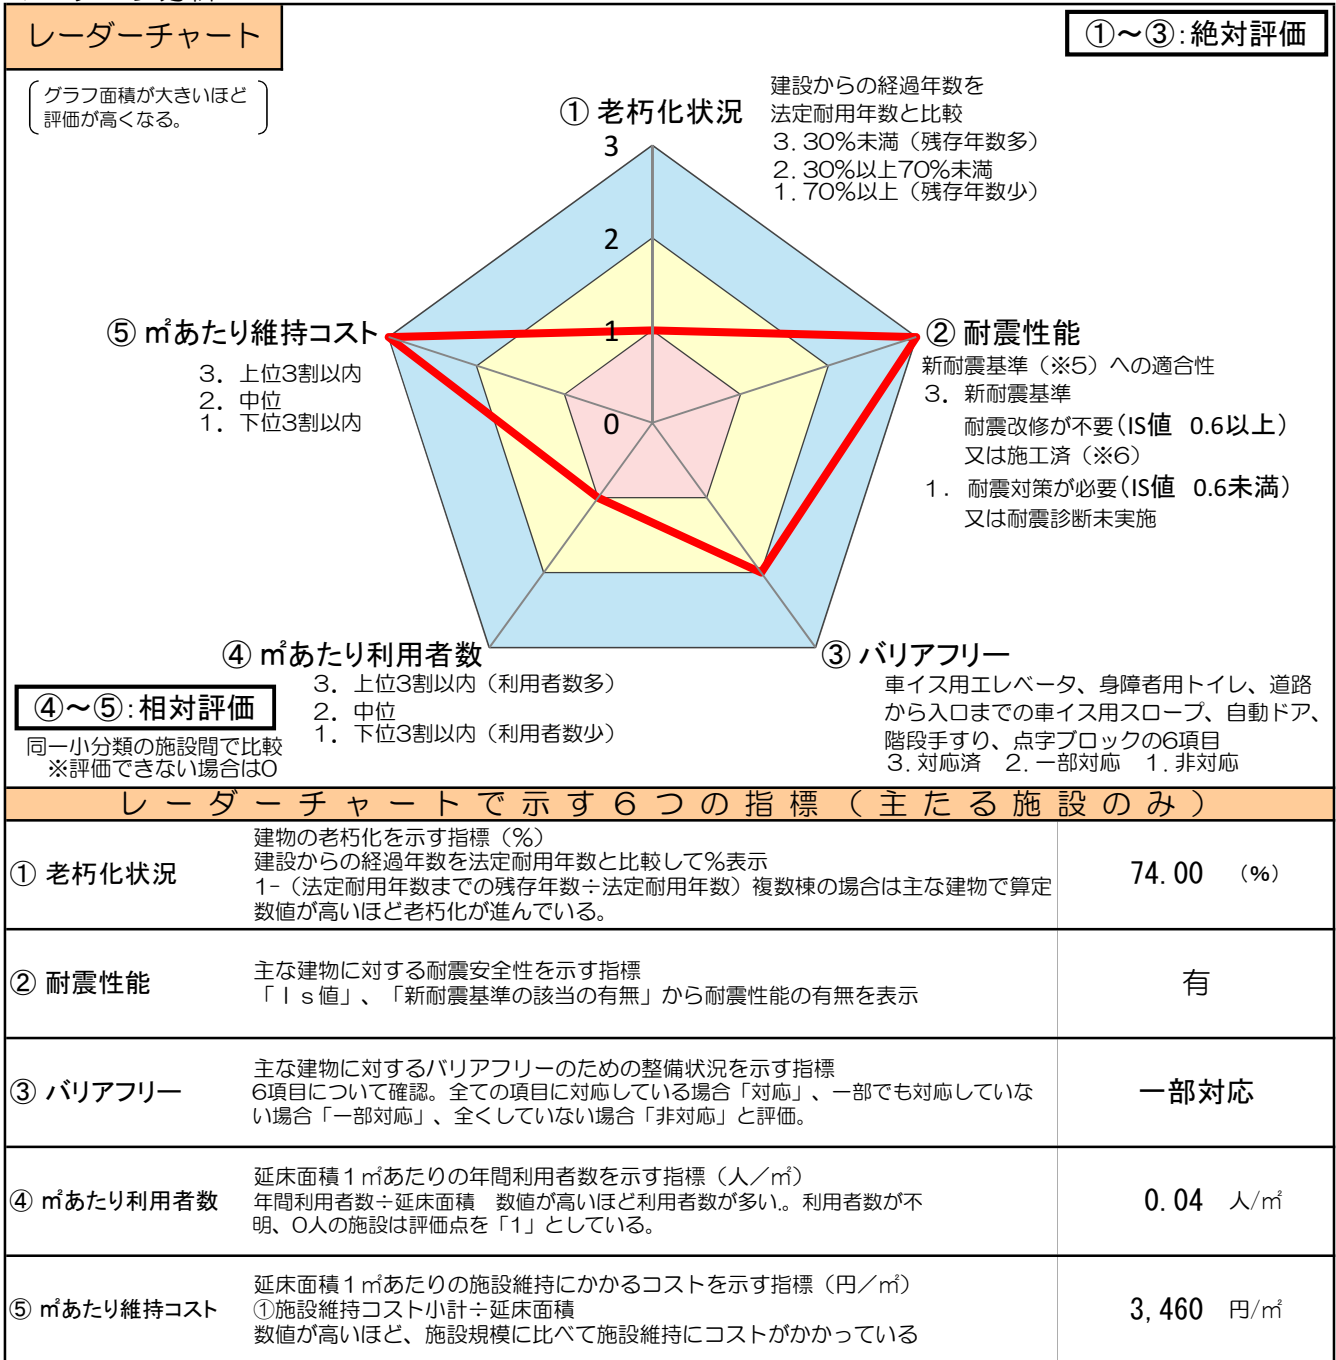 レーダーチャート
①～③：絶対評価
グラフ面積が大きいほど
評価が高くなる。
① 老朽化状況
建設からの経過年数を
法定耐用年数と比較
3．30%未満（残存年数多）
2．30%以上70%未満
1．70%以上（残存年数少）
3
2
1
0
⑤ ㎡あたり維持コスト
3．上位3割以内
2．中位
1．下位3割以内
② 耐震性能
新耐震基準（※5）への適合性
3．新耐震基準
耐震改修が不要（IS値 0.6以上）
又は施工済（※6）
1．耐震対策が必要（IS値 0.6未満）
又は耐震診断未実施
④ ㎡あたり利用者数
3．上位3割以内（利用者数多）
2．中位
1．下位3割以内（利用者数少）
③ バリアフリー
車イス用エレベータ、身障者用トイレ、道路
から入口までの車イス用スロープ、自動ドア、
階段手すり、点字ブロックの6項目
3．対応済 2．一部対応 1．非対応
④～⑤：相対評価
同一小分類の施設間で比較
※評価できない場合は0
レーダーチャートで示す６つの指標（主たる施設のみ）
① 老朽化状況
建物の老朽化を示す指標（%）
建設からの経過年数を法定耐用年数と比較して%表示
1-（法定耐用年数までの残存年数÷法定耐用年数）複数棟の場合は主な建物で算定
数値が高いほど老朽化が進んでいる。
74.00 （%）
② 耐震性能
主な建物に対する耐震安全性を示す指標
「Ｉｓ値」、「新耐震基準の該当の有無」から耐震性能の有無を表示
有
③ バリアフリー
主な建物に対するバリアフリーのための整備状況を示す指標
6項目について確認。全ての項目に対応している場合「対応」、一部でも対応していな
い場合「一部対応」、全くしていない場合「非対応」と評価。
一部対応
④ ㎡あたり利用者数
延床面積１㎡あたりの年間利用者数を示す指標（人／㎡）
年間利用者数÷延床面積 数値が高いほど利用者数が多い。利用者数が不
明、0人の施設は評価点を「1」としている。
0.04 人/㎡
⑤ ㎡あたり維持コスト
延床面積１㎡あたりの施設維持にかかるコストを示す指標（円／㎡）
①施設維持コスト小計÷延床面積
数値が高いほど、施設規模に比べて施設維持にコストがかかっている
3,460 円/㎡